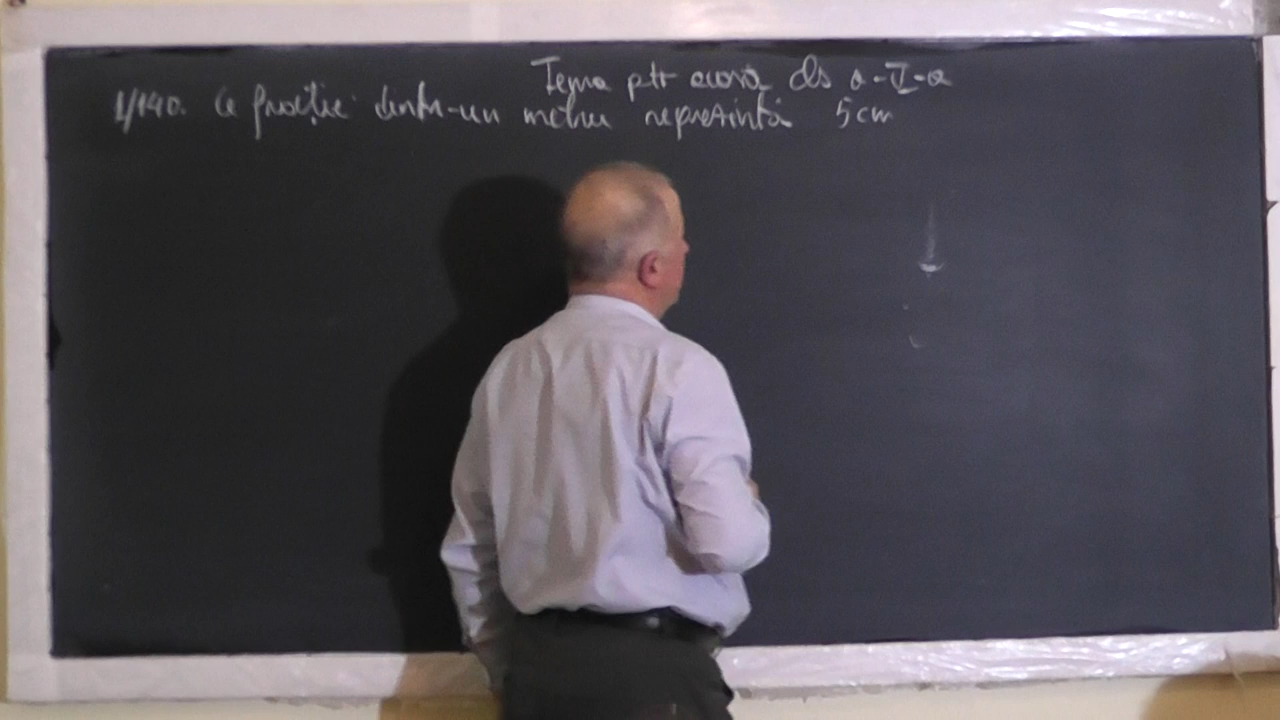 Tema ptr acasă cls a-V-a
1/140. Ce fracție dintr-un metru reprezintă 5cm